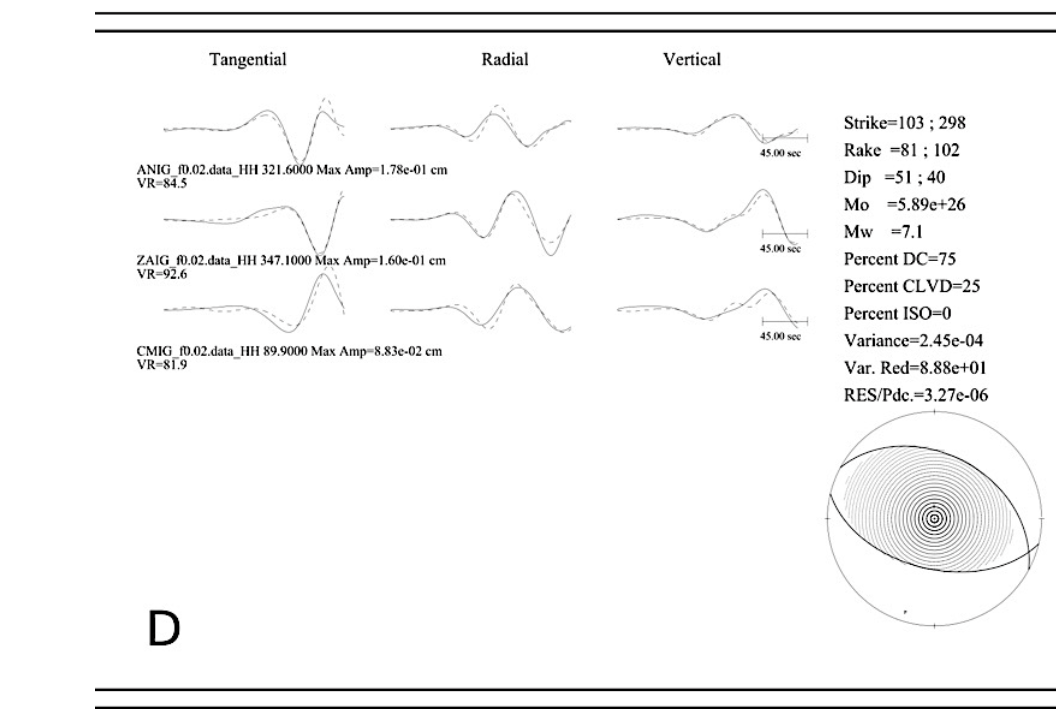 Tangential Radial Vertical
45.00 sec
ANIG_f0.02.data_HH 321.6000 Max Amp=1.78e-01 cm
VR=84.5
45.00 sec
ZAIG_f0.02.data_HH 347.1000 Max Amp=1.60e-01 cm
VR=92.6
45.00 sec
CMIG_f0.02.data_HH 89.9000 Max Amp=8.83e-02 cm
VR=81.9
Strike=103 ; 298
Rake =81 ; 102
Dip =51 ; 40
Mo =5.89e+26
Mw =7.1
Percent DC=75
Percent CLVD=25
Percent ISO=0
Variance=2.45e-04
Var. Red=8.88e+01
RES/Pdc.=3.27e-06
D